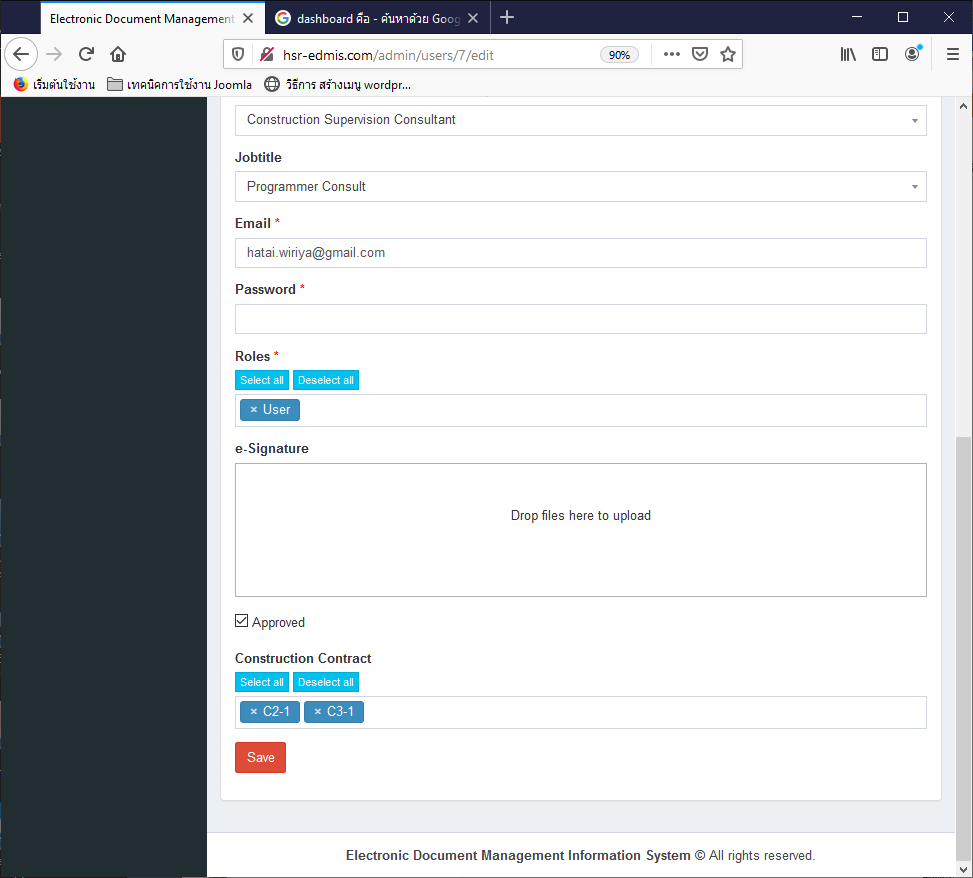 Electronic Document Management
dashboard คือ - ค้นหาด้วย Goog
hsr-edmis.com/admin/users/7/edit
90%
เริ่มต้นใช้งาน
เทคนิคการใช้งาน Joomla
วิธีการ สร้างเมนู wordpr...
Construction Supervision Consultant
Jobtitle
Programmer Consult
Email *
hatai.wiriya@gmail.com
Password *
Roles *
Select all
Deselect all
× User
e-Signature
Drop files here to upload
Approved
Construction Contract
Select all
Deselect all
× C2-1
× C3-1
Save
Electronic Document Management Information System © All rights reserved.